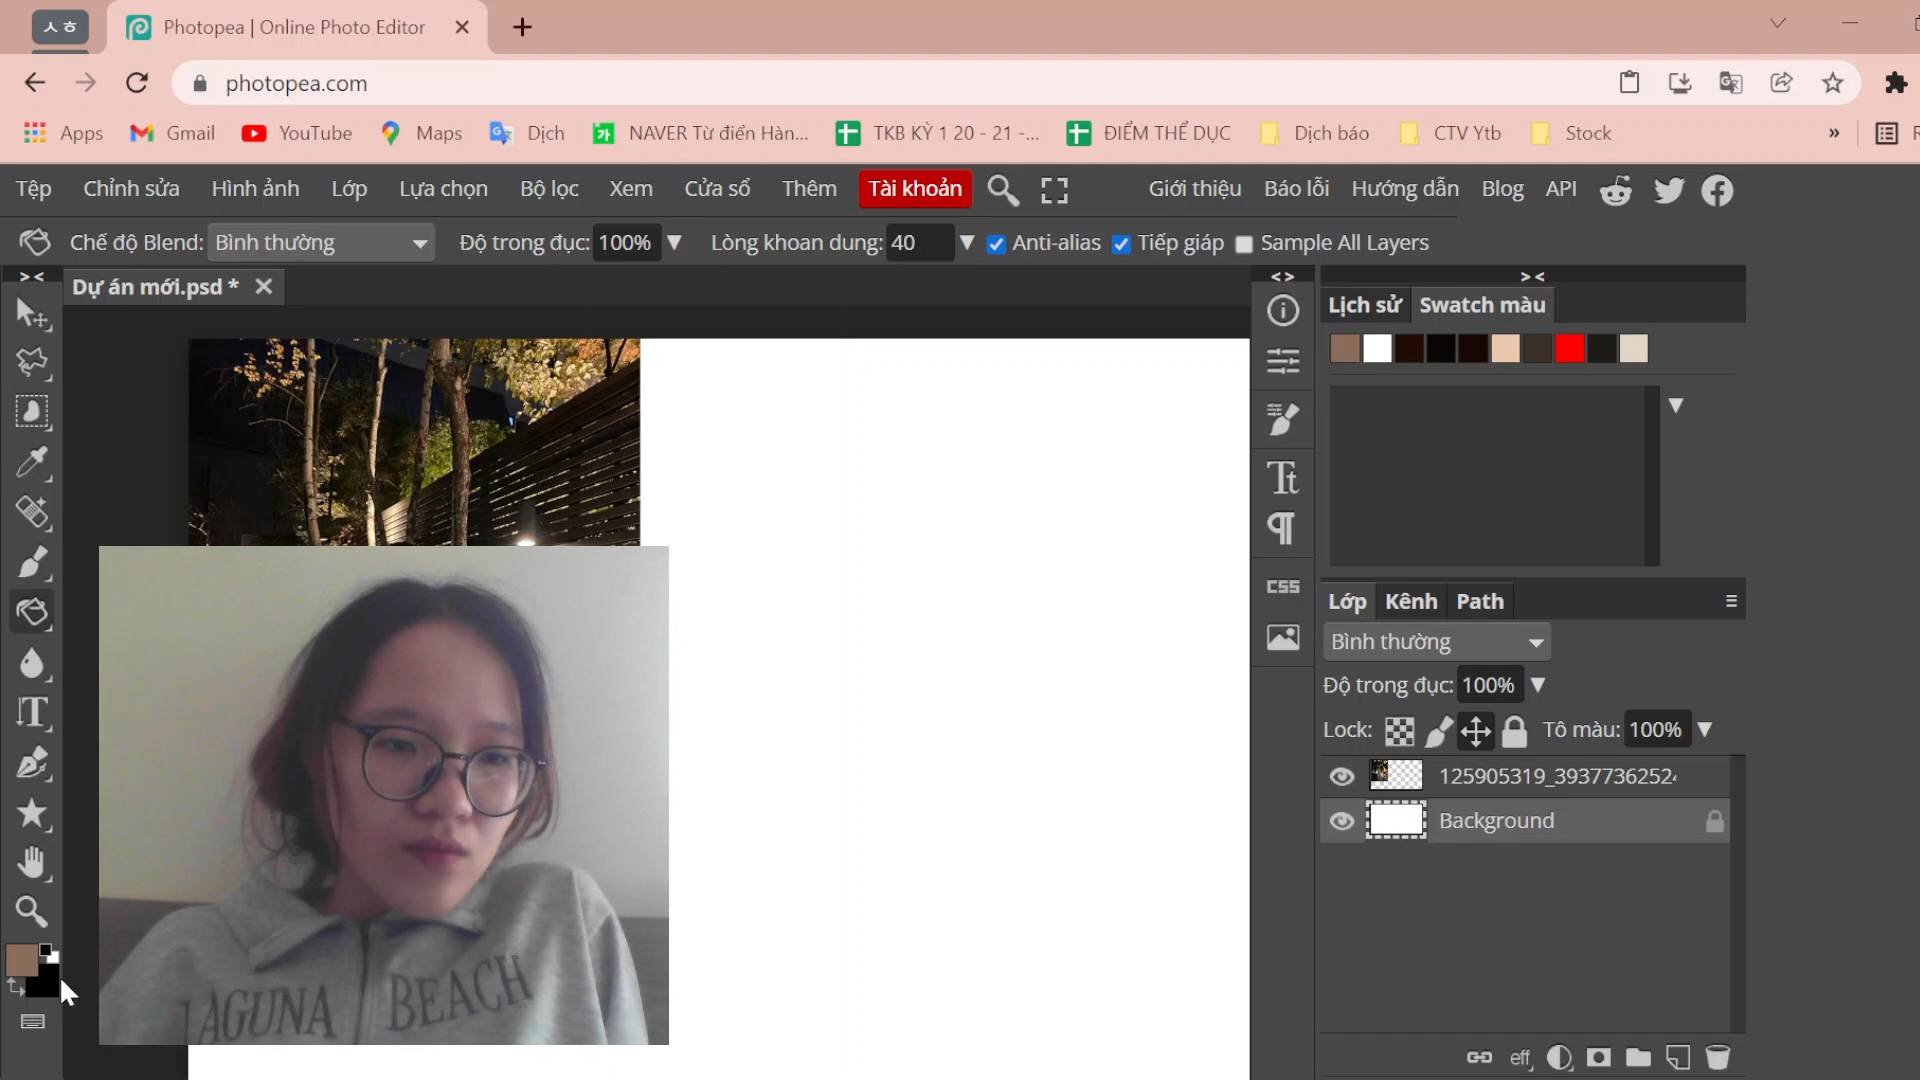 ㅅㅎ Photopea | Online Photo Editor
photopea.com
Apps Gmail YouTube Maps Dịch NAVER Từ điển Hàn... TKB KỲ 1 20 - 21 -... ĐIỂM THỂ DỤC Dịch báo CTV Ytb Stock »
Tệp Chỉnh sửa Hình ảnh Lớp Lựa chọn Bộ lọc Xem Cửa sổ Thêm Tài khoản Giới thiệu Báo lỗi Hướng dẫn Blog API
Chế độ Blend: Bình thường Độ trong đục: 100% Lòng khoan dung: 40 Anti-alias Tiếp giáp Sample All Layers
Dự án mới.psd *
Lịch sử Swatch màu
CSS
Lớp Kênh Path
Bình thường
Độ trong đục: 100%
Lock: Tô màu: 100%
125905319_3937736252
Background
eff
LAGUNA BEACH